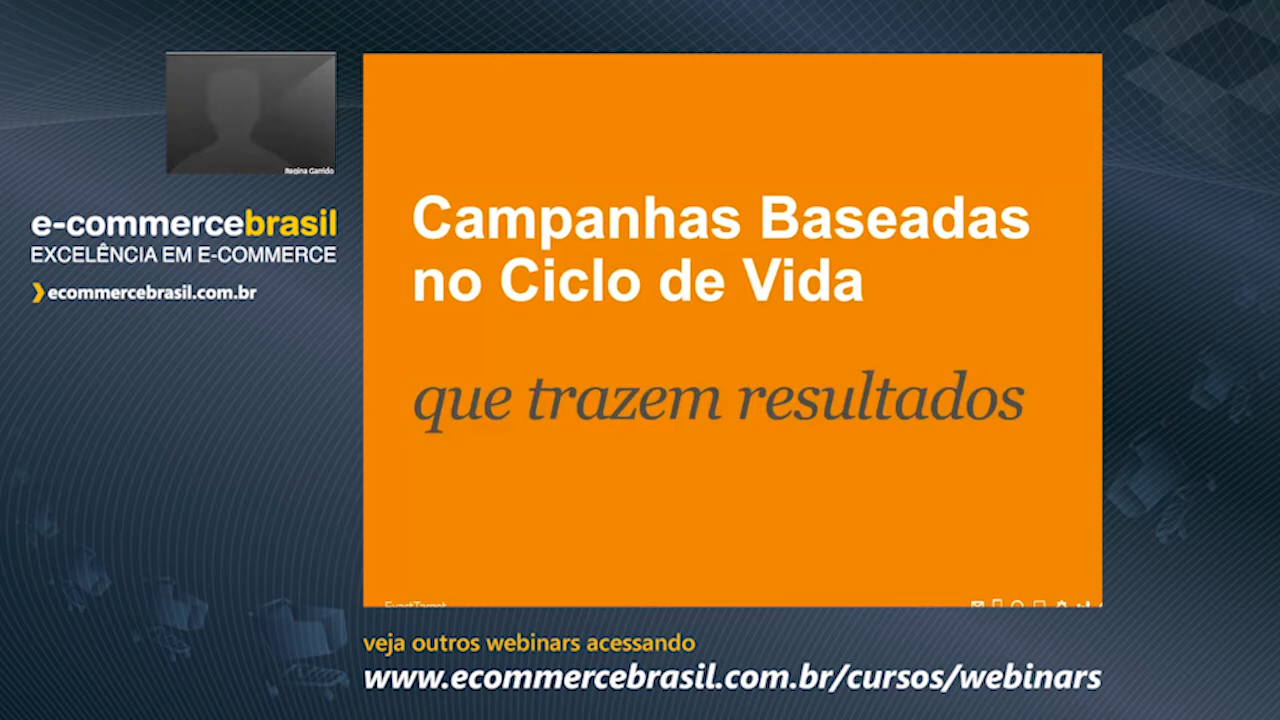 Regina Garrido
e-commercebrasil
EXCELÊNCIA EM E-COMMERCE
ecommercebrasil.com.br
Campanhas Baseadas
no Ciclo de Vida
que trazem resultados
ExactTarget
veja outros webinars acessando
www.ecommercebrasil.com.br/cursos/webinars